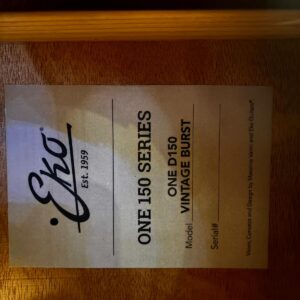 Eko®
Est. 1959
ONE 150 SERIES
ONE D150
VINTAGE BURST
Model
Serial#